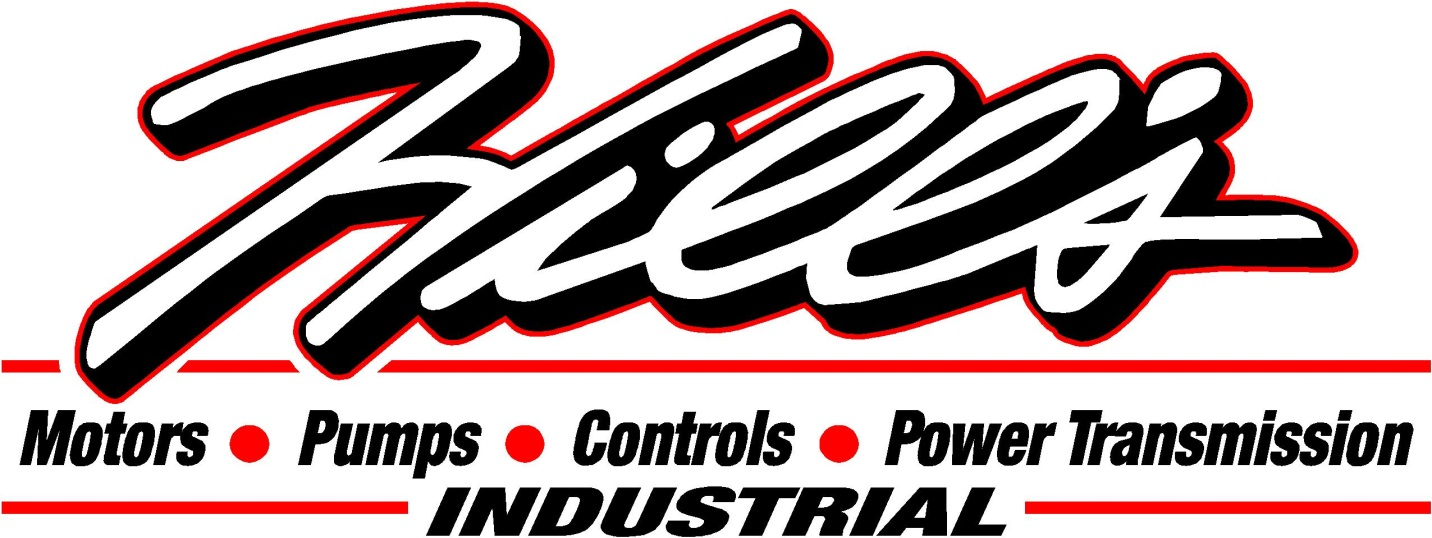 Hill's
Motors • Pumps • Controls • Power Transmission
INDUSTRIAL